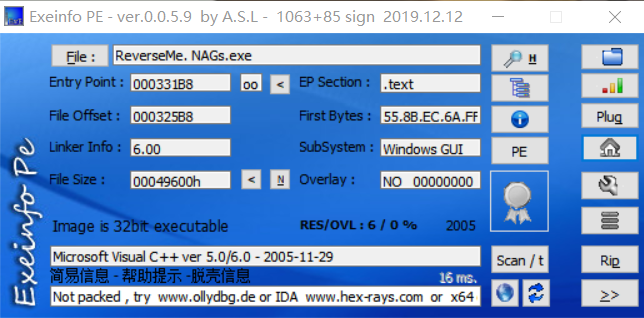 Exeinfo PE - ver.0.0.5.9 by A.S.L - 1063+85 sign 2019.12.12
File : ReverseMe. NAGs.exe H
Entry Point : 000331B8 oo < EP Section : .text
File Offset : 000325B8 First Bytes : 55.8B.EC.6A.FF Plug
Linker Info : 6.00 SubSystem : Windows GUI PE
File Size : 00049600h < N Overlay : NO 00000000
Exeinfo Pe
Image is 32bit executable RES/OVL : 6 / 0 % 2005
Microsoft Visual C++ ver 5.0/6.0 - 2005-11-29 Scan / t Rip
简易信息 - 帮助提示 -脱壳信息 16 ms.
Not packed , try www.ollydbg.de or IDA www.hex-rays.com or x64 >>